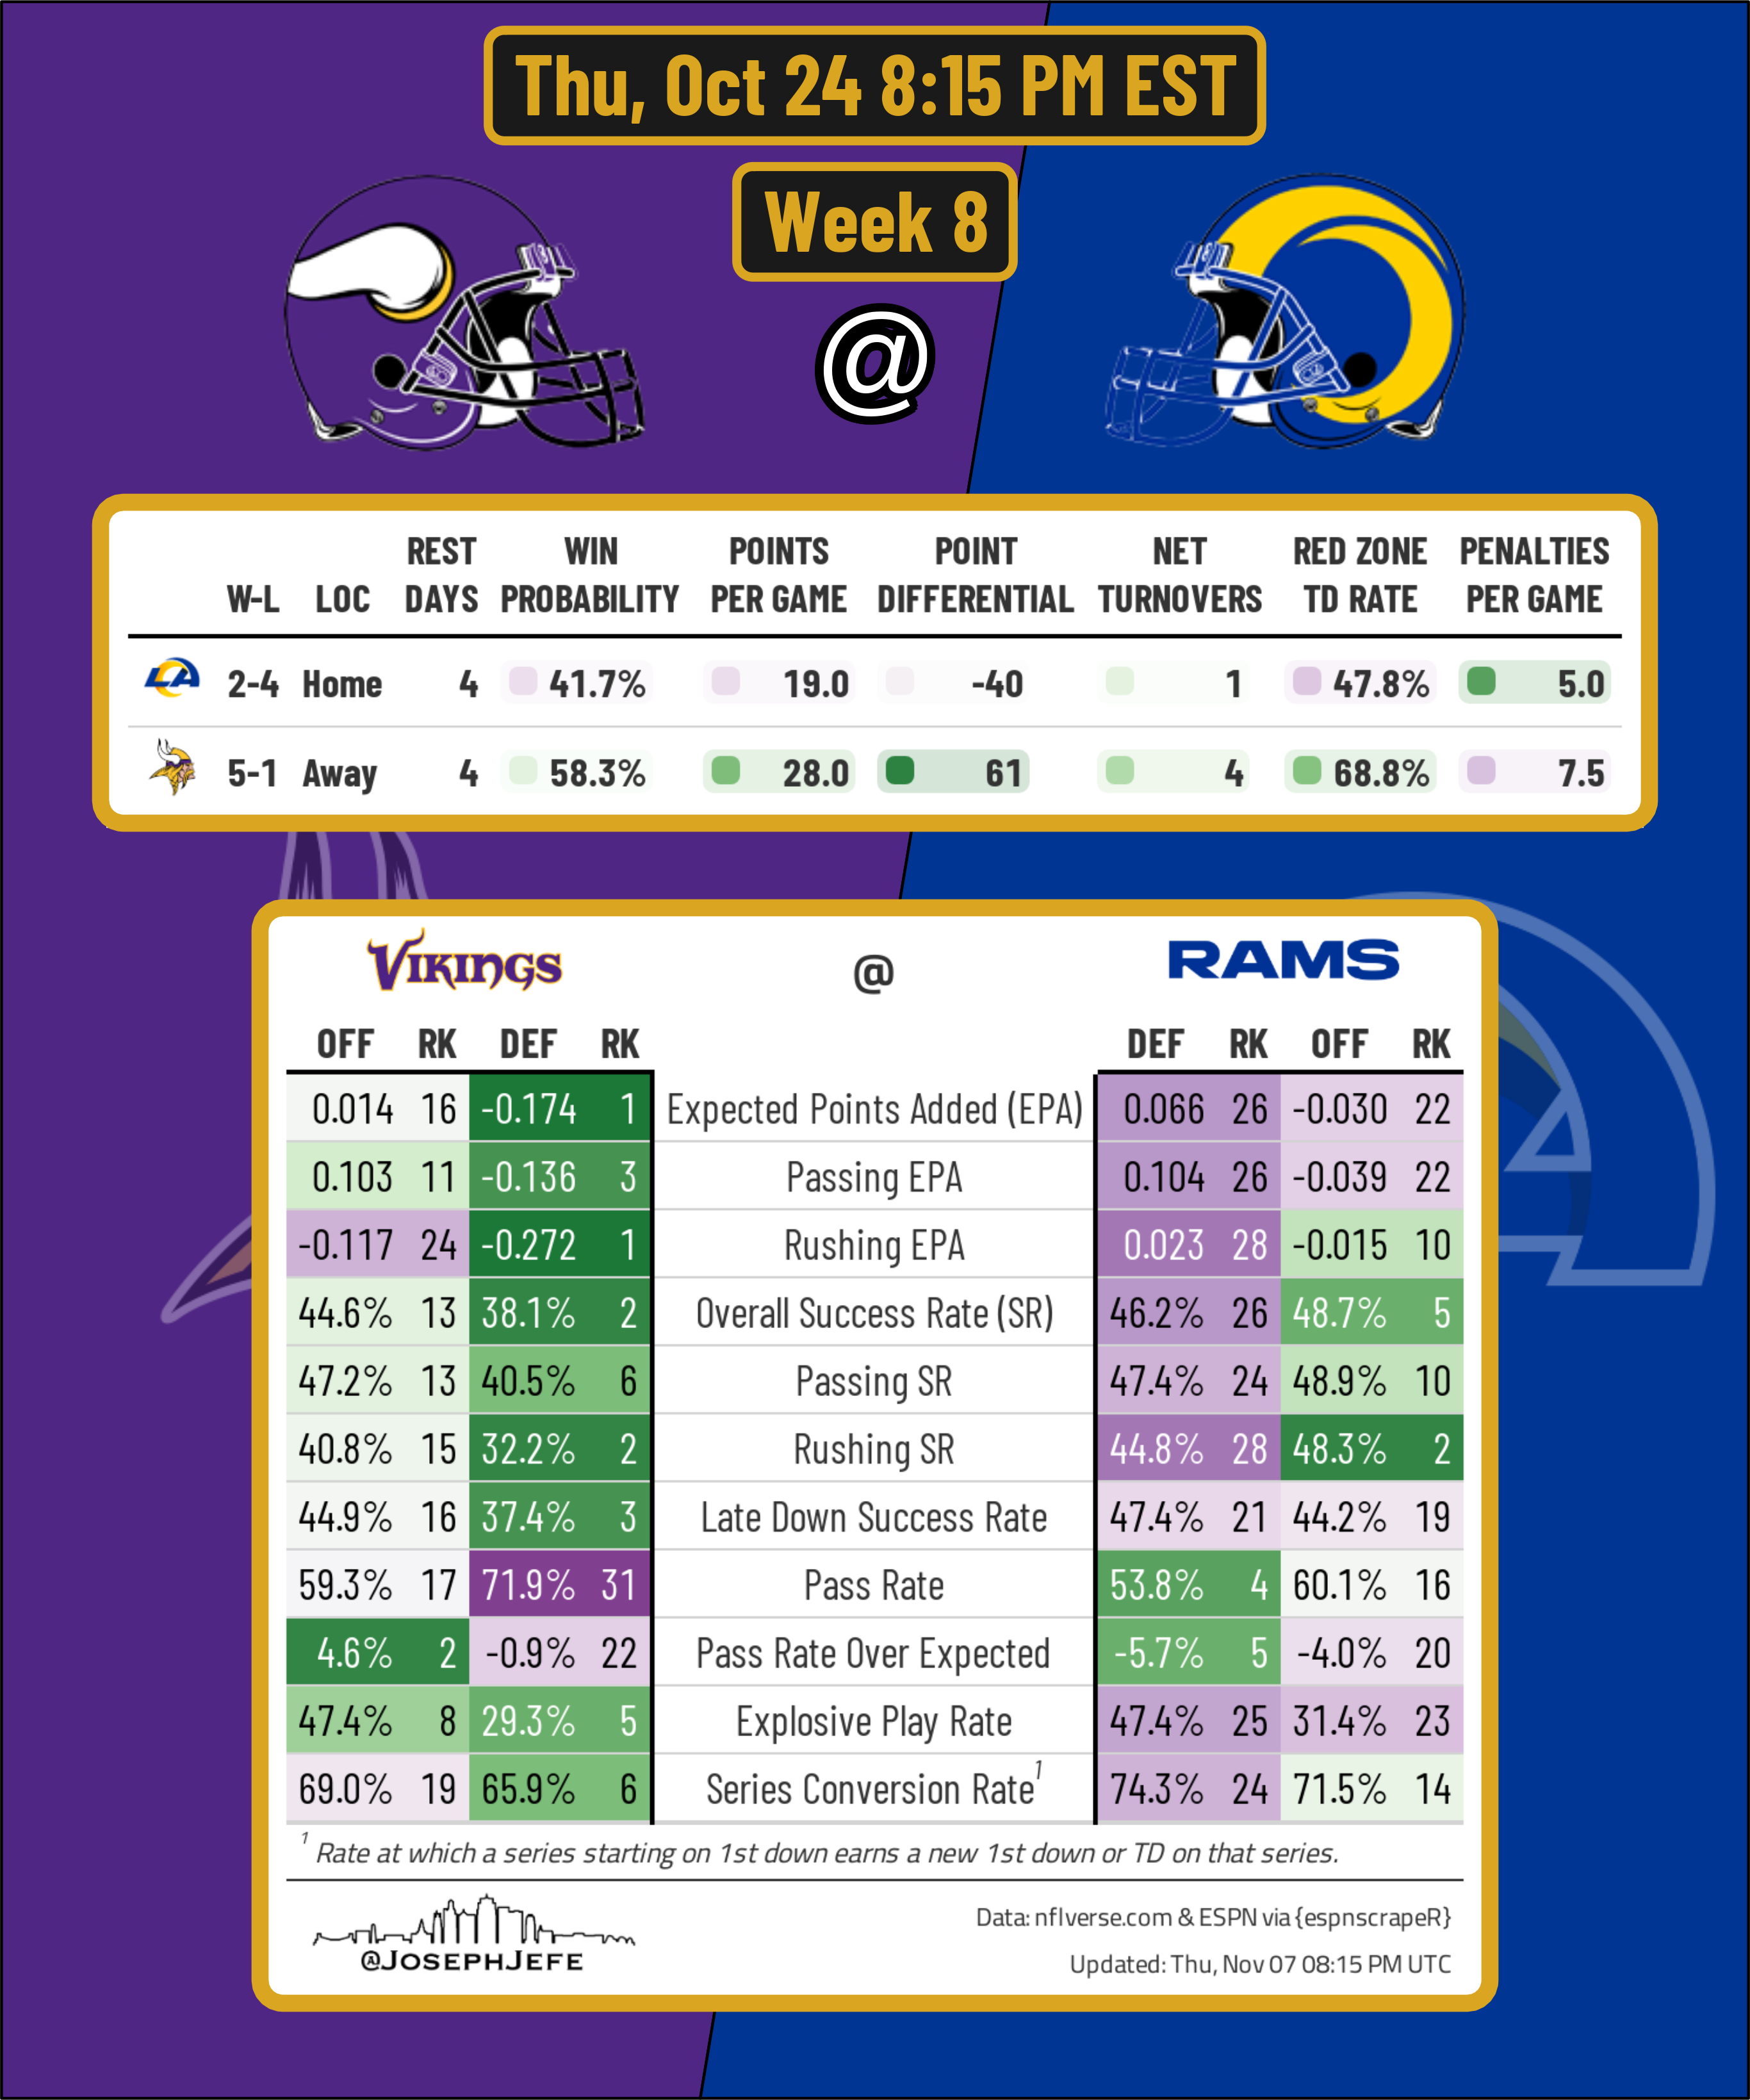 Thu, Oct 24 8:15 PM EST
Week 8
@
W-L LOC REST DAYS WIN PROBABILITY POINTS PER GAME POINT DIFFERENTIAL NET TURNOVERS RED ZONE TD RATE PENALTIES PER GAME
LA 2-4 Home 4 41.7% 19.0 -40 1 47.8% 5.0
5-1 Away 4 58.3% 28.0 61 4 68.8% 7.5
VIKINGS @ RAMS
OFF RK DEF RK DEF RK OFF RK
0.014 16 -0.174 1 Expected Points Added (EPA) 0.066 26 -0.030 22
0.103 11 -0.136 3 Passing EPA 0.104 26 -0.039 22
-0.117 24 -0.272 1 Rushing EPA 0.023 28 -0.015 10
44.6% 13 38.1% 2 Overall Success Rate (SR) 46.2% 26 48.7% 5
47.2% 13 40.5% 6 Passing SR 47.4% 24 48.9% 10
40.8% 15 32.2% 2 Rushing SR 44.8% 28 48.3% 2
44.9% 16 37.4% 3 Late Down Success Rate 47.4% 21 44.2% 19
59.3% 17 71.9% 31 Pass Rate 53.8% 4 60.1% 16
4.6% 2 -0.9% 22 Pass Rate Over Expected -5.7% 5 -4.0% 20
47.4% 8 29.3% 5 Explosive Play Rate 47.4% 25 31.4% 23
69.0% 19 65.9% 6 Series Conversion Rate¹ 74.3% 24 71.5% 14
¹ Rate at which a series starting on 1st down earns a new 1st down or TD on that series.
@JOSEPHJEFE
Data: nflverse.com & ESPN via {espnscrapeR}
Updated: Thu, Nov 07 08:15 PM UTC